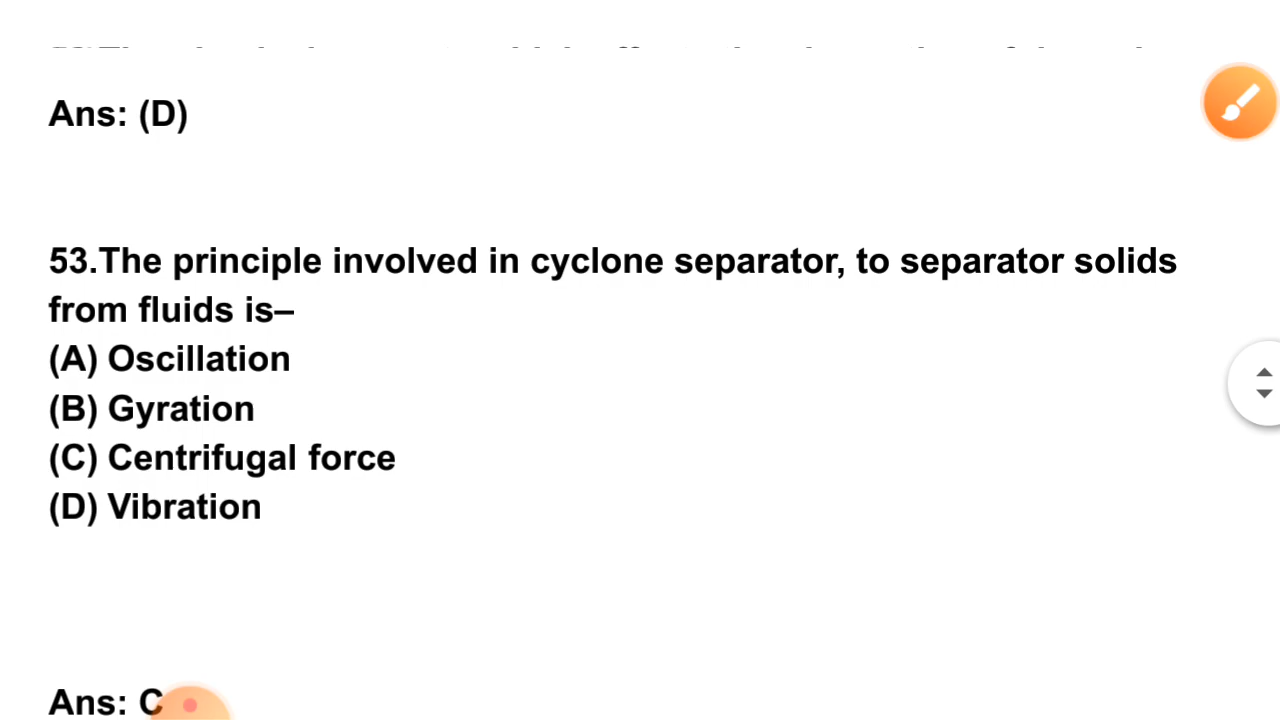 Ans: (D)
53.The principle involved in cyclone separator, to separator solids
from fluids is–
(A) Oscillation
(B) Gyration
(C) Centrifugal force
(D) Vibration
Ans: C